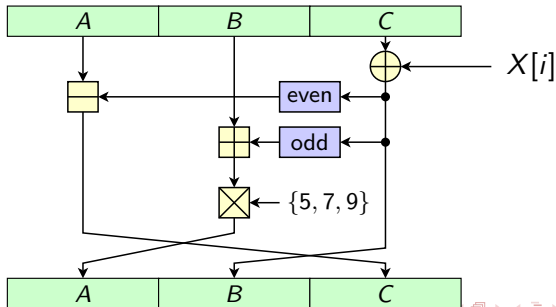 A B C
X[i]
even
odd
{5, 7, 9}
A B C